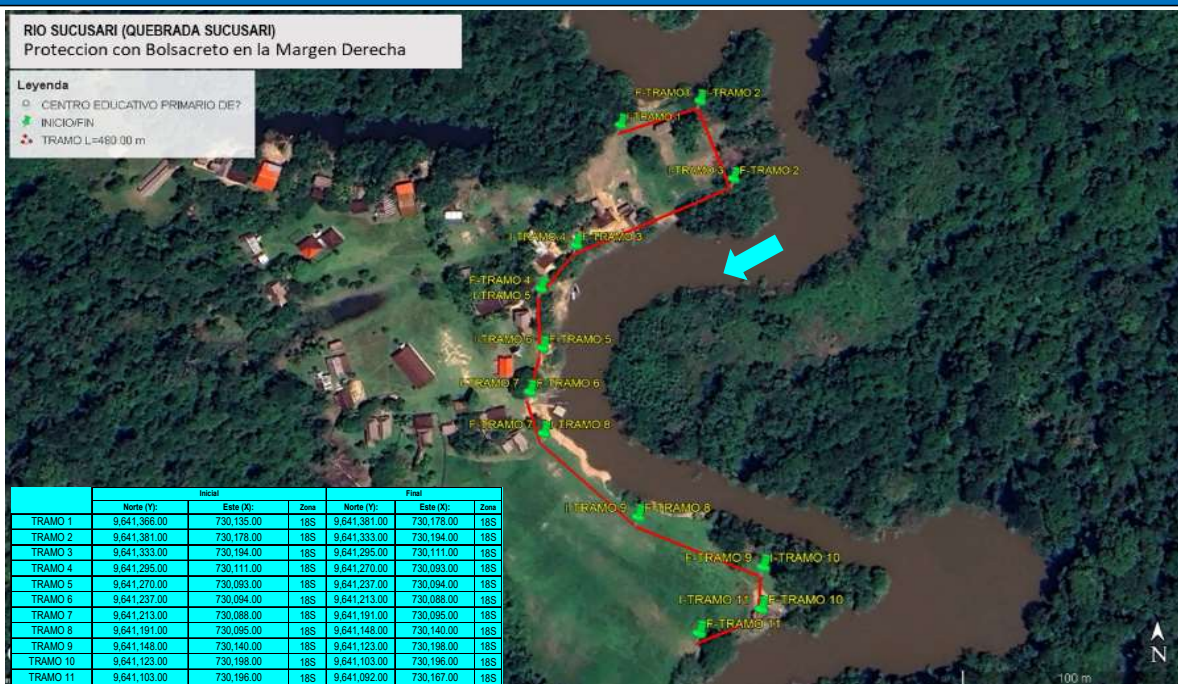 RIO SUCUSARI (QUEBRADA SUCUSARI)
Proteccion con Bolsacreto en la Margen Derecha
Leyenda
CENTRO EDUCATIVO PRIMARIO DE?
INICIO/FIN
TRAMO L=480.00 m
F-TRAMO 1 I-TRAMO 2
I-TRAMO 1
I-TRAMO 3 F-TRAMO 2
I-TRAMO 4 F-TRAMO 3
F-TRAMO 4
I-TRAMO 5
I-TRAMO 6 F-TRAMO 5
I-TRAMO 7 F-TRAMO 6
F-TRAMO 7 I-TRAMO 8
I-TRAMO 9 F-TRAMO 8
F-TRAMO 9 I-TRAMO 10
I-TRAMO 11 F-TRAMO 10
F-TRAMO 11
Inicial Final
Norte (Y): Este (X): Zona Norte (Y): Este (X): Zona
TRAMO 1 9,641,366.00 730,135.00 18S 9,641,381.00 730,178.00 18S
TRAMO 2 9,641,381.00 730,178.00 18S 9,641,333.00 730,194.00 18S
TRAMO 3 9,641,333.00 730,194.00 18S 9,641,295.00 730,111.00 18S
TRAMO 4 9,641,295.00 730,111.00 18S 9,641,270.00 730,093.00 18S
TRAMO 5 9,641,270.00 730,093.00 18S 9,641,237.00 730,094.00 18S
TRAMO 6 9,641,237.00 730,094.00 18S 9,641,213.00 730,088.00 18S
TRAMO 7 9,641,213.00 730,088.00 18S 9,641,191.00 730,095.00 18S
TRAMO 8 9,641,191.00 730,095.00 18S 9,641,148.00 730,140.00 18S
TRAMO 9 9,641,148.00 730,140.00 18S 9,641,123.00 730,198.00 18S
TRAMO 10 9,641,123.00 730,198.00 18S 9,641,103.00 730,196.00 18S
TRAMO 11 9,641,103.00 730,196.00 18S 9,641,092.00 730,167.00 18S
N
100 m